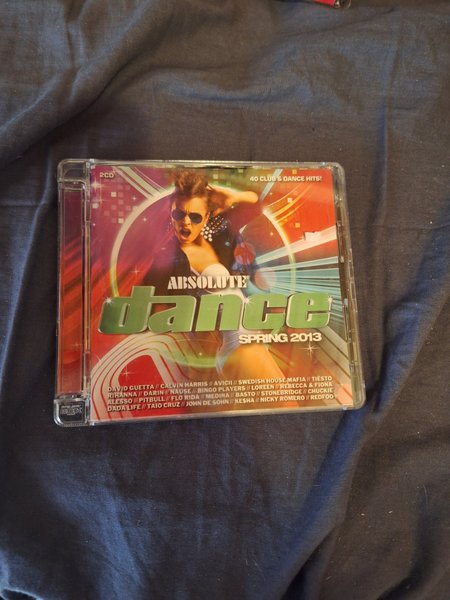 2CD
40 CLUB & DANCE HITS!
ABSOLUTE
dance
SPRING 2013
DAVID GUETTA // CALVIN HARRIS // AVICII // SWEDISH HOUSE MAFIA // TIËSTO
RIHANNA // DARIN // NAUSE // BINGO PLAYERS // LOREEN // REBECCA & FIONA
ALESSO // PITBULL // FLO RIDA // MEDINA // BASTO // STONEBRIDGE // CHUCKIE
DADA LIFE // TAIO CRUZ // JOHN DE SOHN // KE$HA // NICKY ROMERO // REDFOO